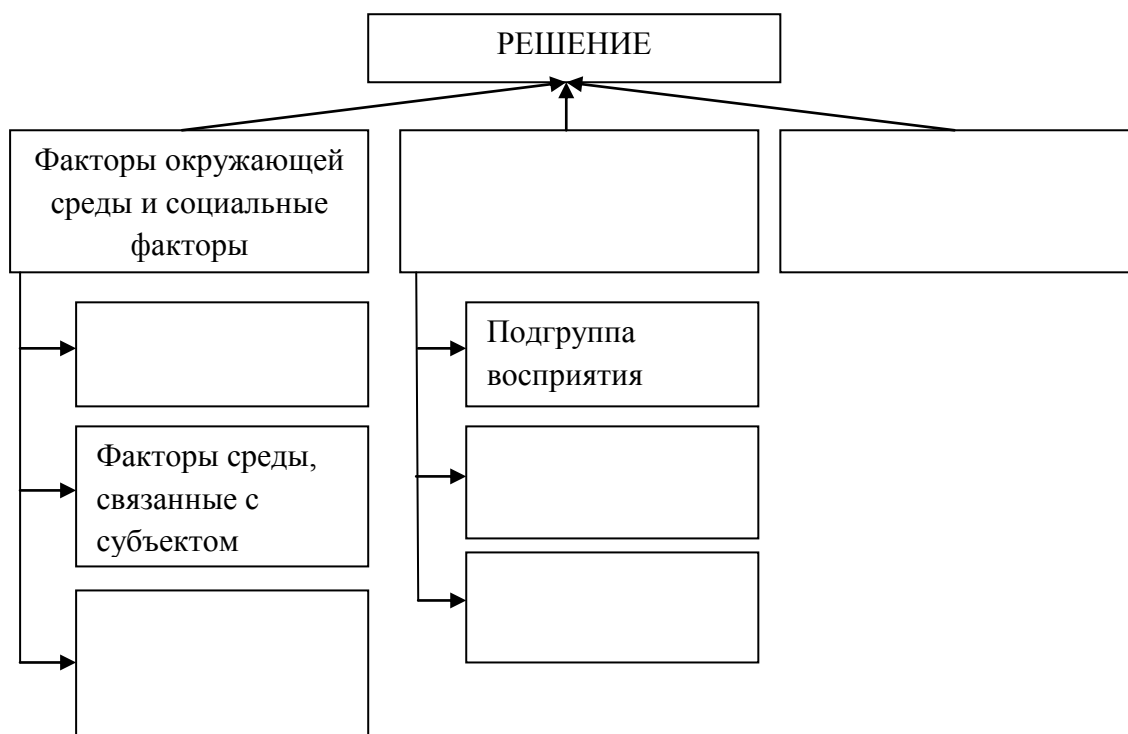 РЕШЕНИЕ
Факторы окружающей
среды и социальные
факторы
Подгруппа
восприятия
Факторы среды,
связанные с
субъектом